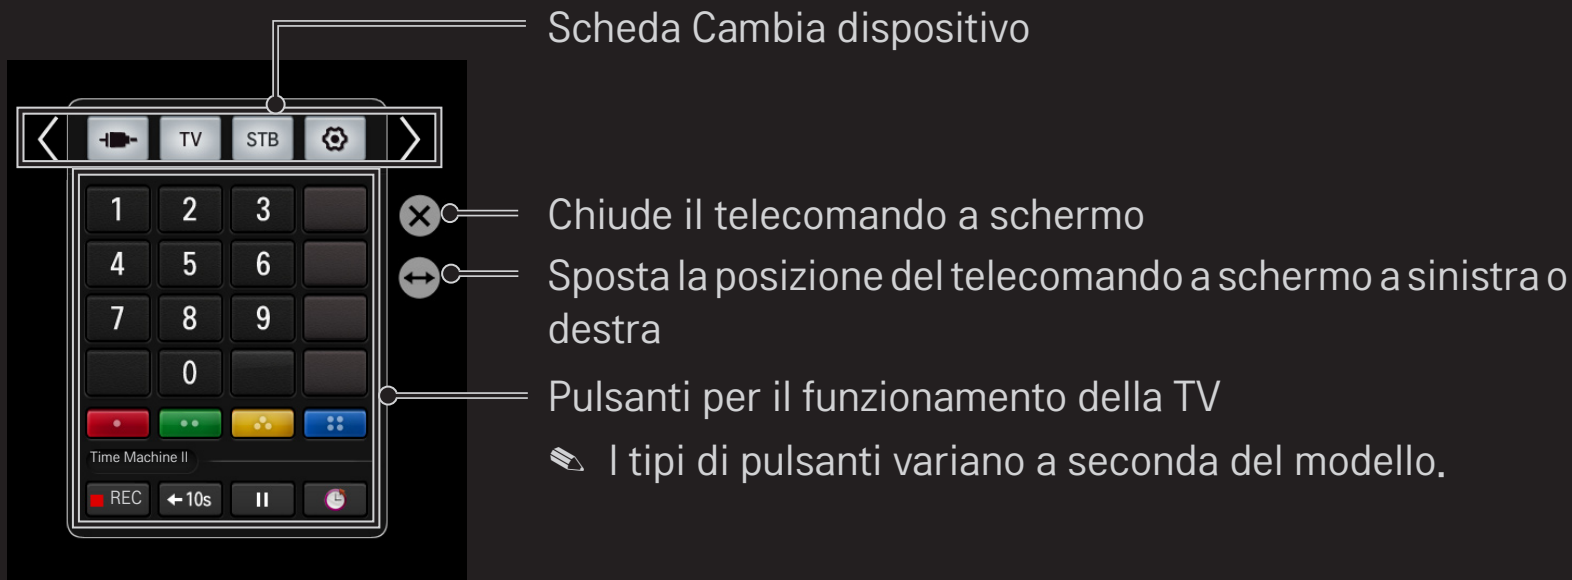 Scheda Cambia dispositivo
TV STB
1 2 3
Chiude il telecomando a schermo
4 5 6
Sposta la posizione del telecomando a schermo a sinistra o
destra
7 8 9
0
Pulsanti per il funzionamento della TV
Time Machine II
✎ I tipi di pulsanti variano a seconda del modello.
REC ←10s